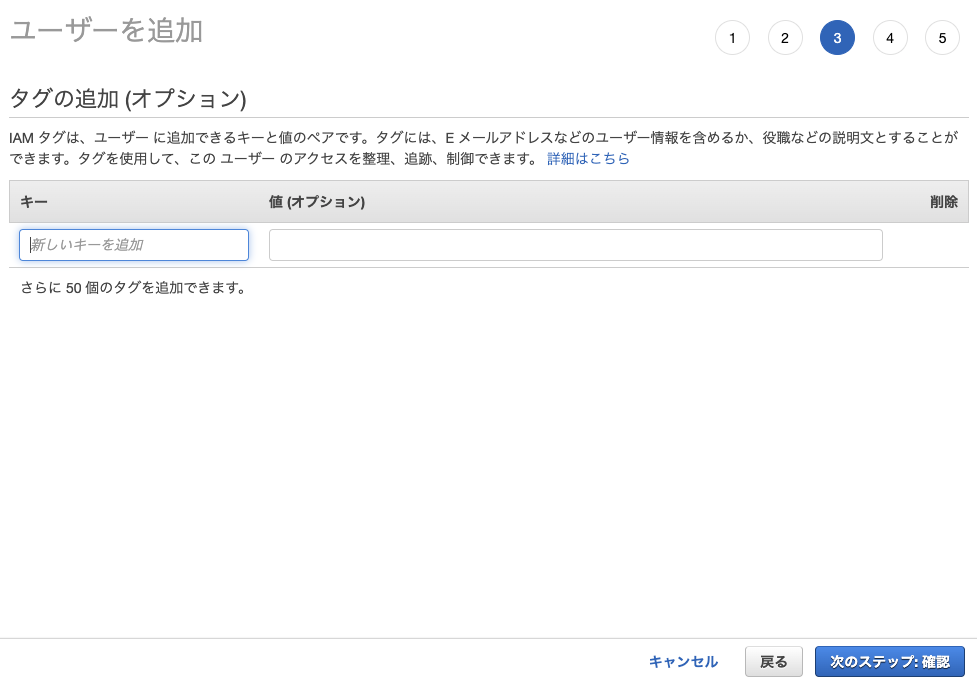 ユーザーを追加
1 2 3 4 5
タグの追加 (オプション)
IAM タグは、ユーザー に追加できるキーと値のペアです。タグには、E メールアドレスなどのユーザー情報を含めるか、役職などの説明文とすることが
できます。タグを使用して、この ユーザー のアクセスを整理、追跡、制御できます。 詳細はこちら
キー 値 (オプション) 削除
新しいキーを追加
さらに 50 個のタグを追加できます。
キャンセル 戻る 次のステップ: 確認